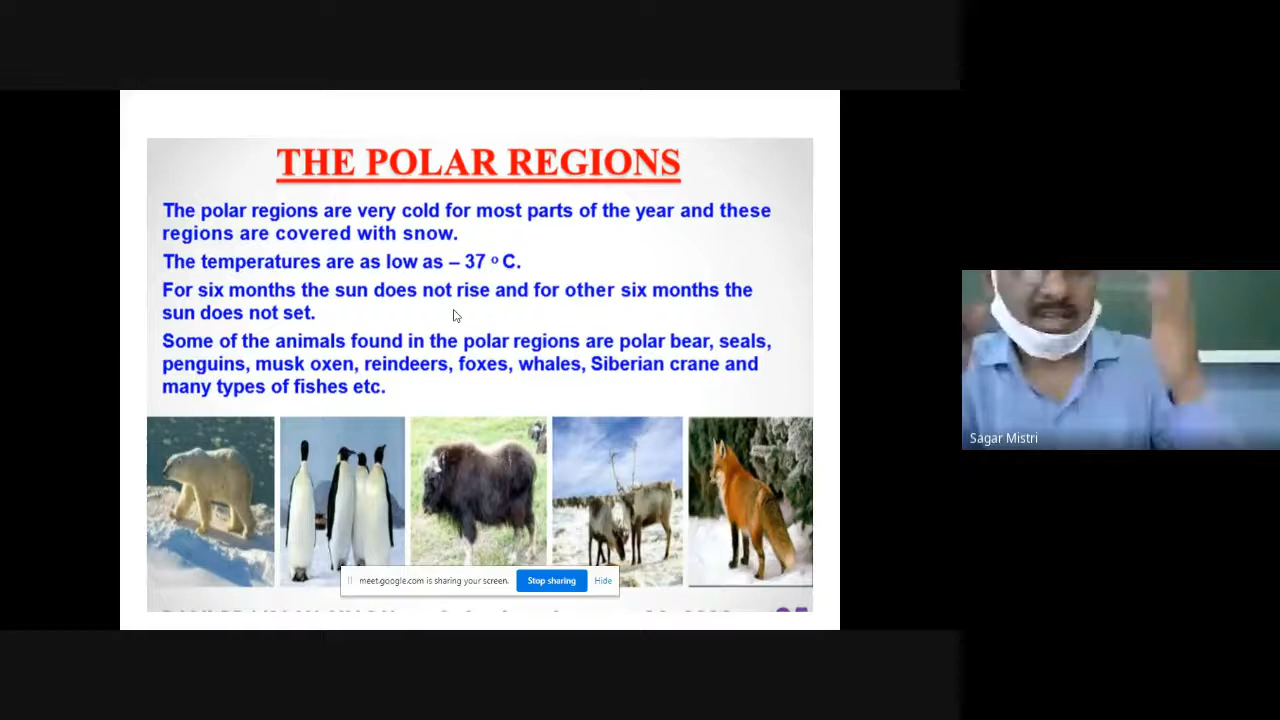 THE POLAR REGIONS
The polar regions are very cold for most parts of the year and these
regions are covered with snow.
The temperatures are as low as – 37 º C.
For six months the sun does not rise and for other six months the
sun does not set.
Some of the animals found in the polar regions are polar bear, seals,
penguins, musk oxen, reindeers, foxes, whales, Siberian crane and
many types of fishes etc.
meet.google.com is sharing your screen. Stop sharing Hide
Sagar Mistri